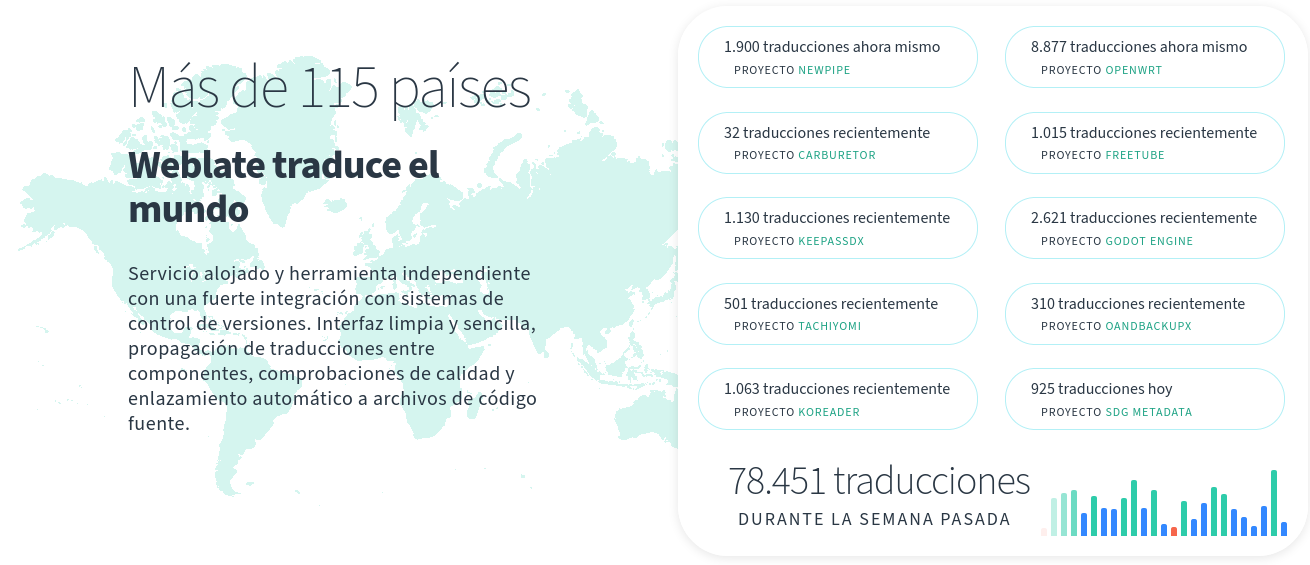 Más de 115 países
Weblate traduce el
mundo
Servicio alojado y herramienta independiente
con una fuerte integración con sistemas de
control de versiones. Interfaz limpia y sencilla,
propagación de traducciones entre
componentes, comprobaciones de calidad y
enlazamiento automático a archivos de código
fuente.
1.900 traducciones ahora mismo
PROYECTO NEWPIPE
8.877 traducciones ahora mismo
PROYECTO OPENWRT
32 traducciones recientemente
PROYECTO CARBURETOR
1.015 traducciones recientemente
PROYECTO FREETUBE
1.130 traducciones recientemente
PROYECTO KEEPASSDX
2.621 traducciones recientemente
PROYECTO GODOT ENGINE
501 traducciones recientemente
PROYECTO TACHIYOMI
310 traducciones recientemente
PROYECTO OANDBACKUPX
1.063 traducciones recientemente
PROYECTO KOREADER
925 traducciones hoy
PROYECTO SDG METADATA
78.451 traducciones
DURANTE LA SEMANA PASADA